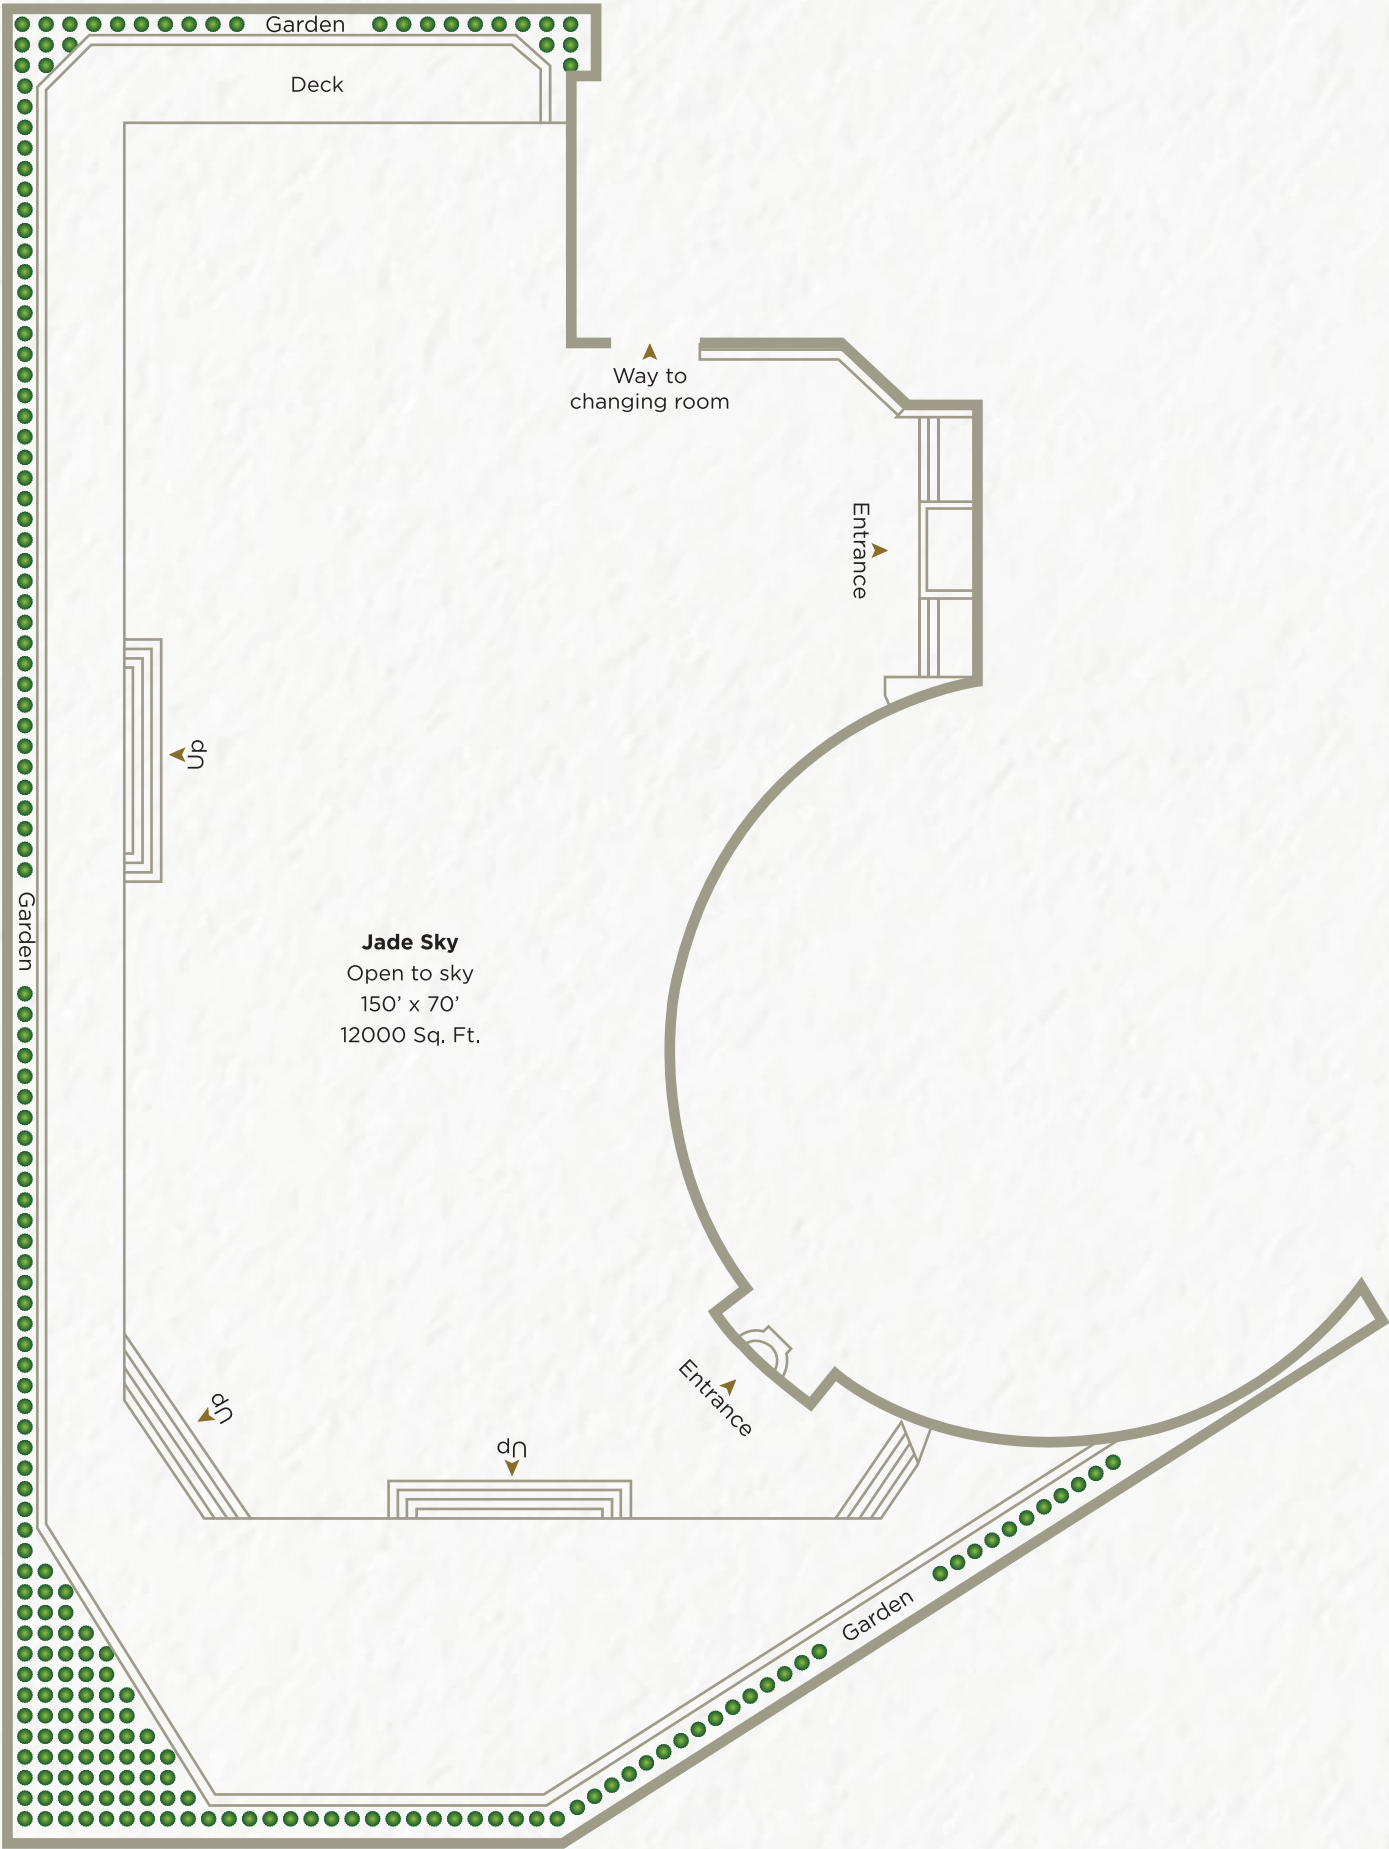 Garden
Deck
Way to
changing room
Entrance
Up
Garden
Jade Sky
Open to sky
150’ x 70’
12000 Sq. Ft.
Entrance
Up
Up
Garden